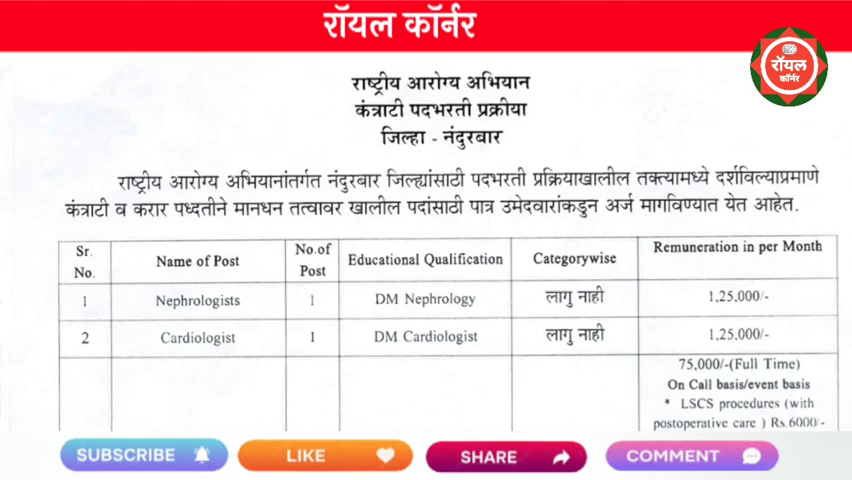 रॉयल कॉर्नर
रॉयल
कॉर्नर
राष्ट्रीय आरोग्य अभियान
कंत्राटी पदभरती प्रक्रीया
जिल्हा - नंदुरबार
राष्ट्रीय आरोग्य अभियानांतर्गत नंदुरबार जिल्ह्यांसाठी पदभरती प्रक्रियाखालील तक्त्यामध्ये दर्शविल्याप्रमाणे
कंत्राटी व करार पध्दतीने मानधन तत्वावर खालील पदांसाठी पात्र उमेदवारांकडुन अर्ज मागविण्यात येत आहेत.
Sr. No. Name of Post No.of Post Educational Qualification Categorywise Remuneration in per Month
1 Nephrologists 1 DM Nephrology लागु नाही 1,25,000/-
2 Cardiologist 1 DM Cardiologist लागु नाही 1,25,000/-
75,000/-(Full Time)
On Call basis/event basis
* LSCS procedures (with
postoperative care ) Rs.6000/-
SUBSCRIBE LIKE SHARE COMMENT